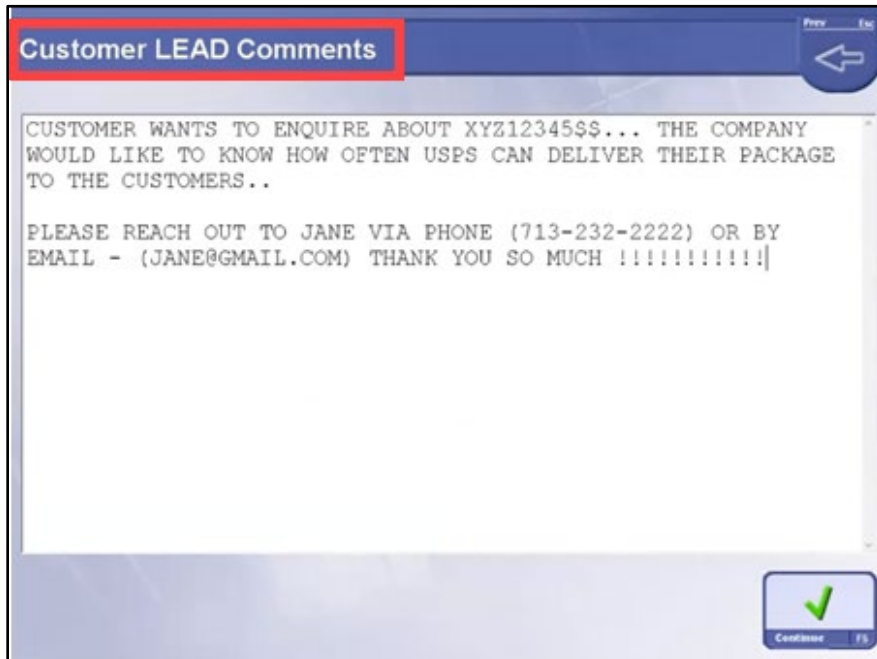 Customer LEAD Comments
Prev Esc
CUSTOMER WANTS TO ENQUIRE ABOUT XYZ12345$$... THE COMPANY
WOULD LIKE TO KNOW HOW OFTEN USPS CAN DELIVER THEIR PACKAGE
TO THE CUSTOMERS..
PLEASE REACH OUT TO JANE VIA PHONE (713-232-2222) OR BY
EMAIL - (JANE@GMAIL.COM) THANK YOU SO MUCH !!!!!!!!!!!
Continue F5